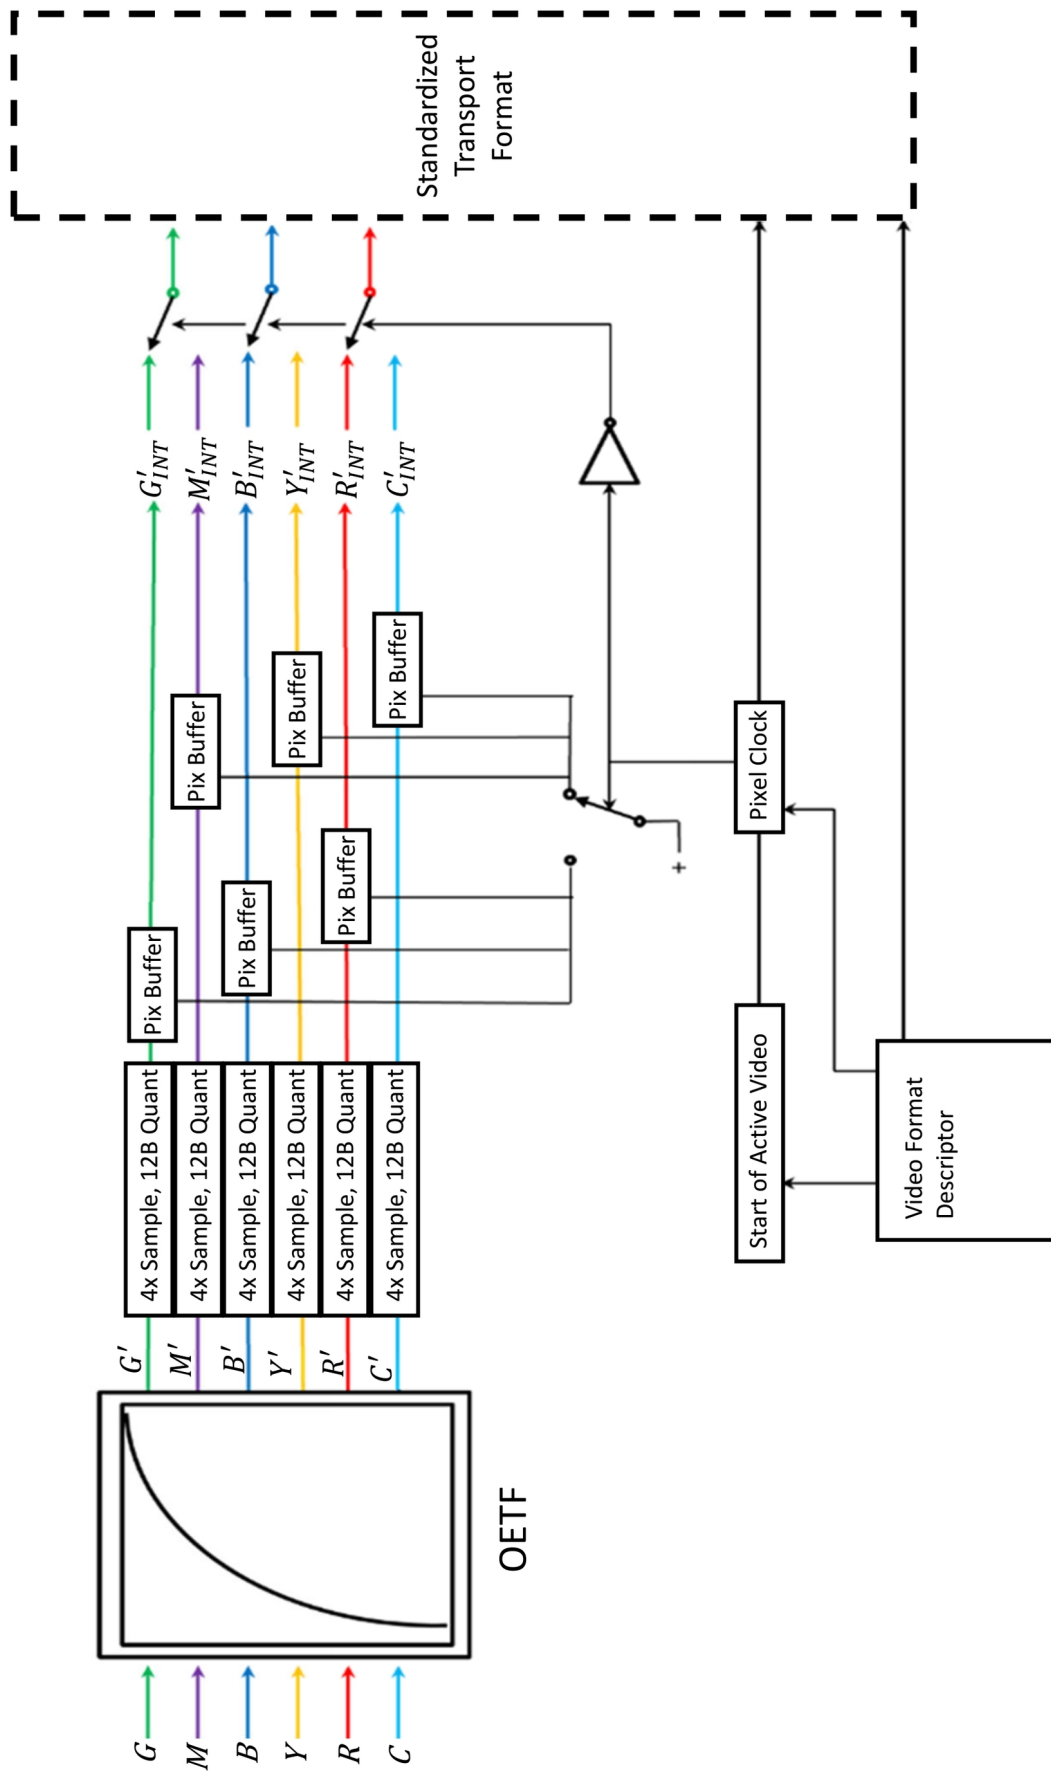 G
M
B
Y
R
C
OETF
G'
M'
B'
Y'
R'
C'
4x Sample, 12B Quant
4x Sample, 12B Quant
4x Sample, 12B Quant
4x Sample, 12B Quant
4x Sample, 12B Quant
4x Sample, 12B Quant
Pix Buffer
Pix Buffer
Pix Buffer
Pix Buffer
Pix Buffer
Pix Buffer
G'INT
M'INT
B'INT
Y'INT
R'INT
C'INT
+
Start of Active Video
Pixel Clock
Video Format
Descriptor
Standardized
Transport
Format